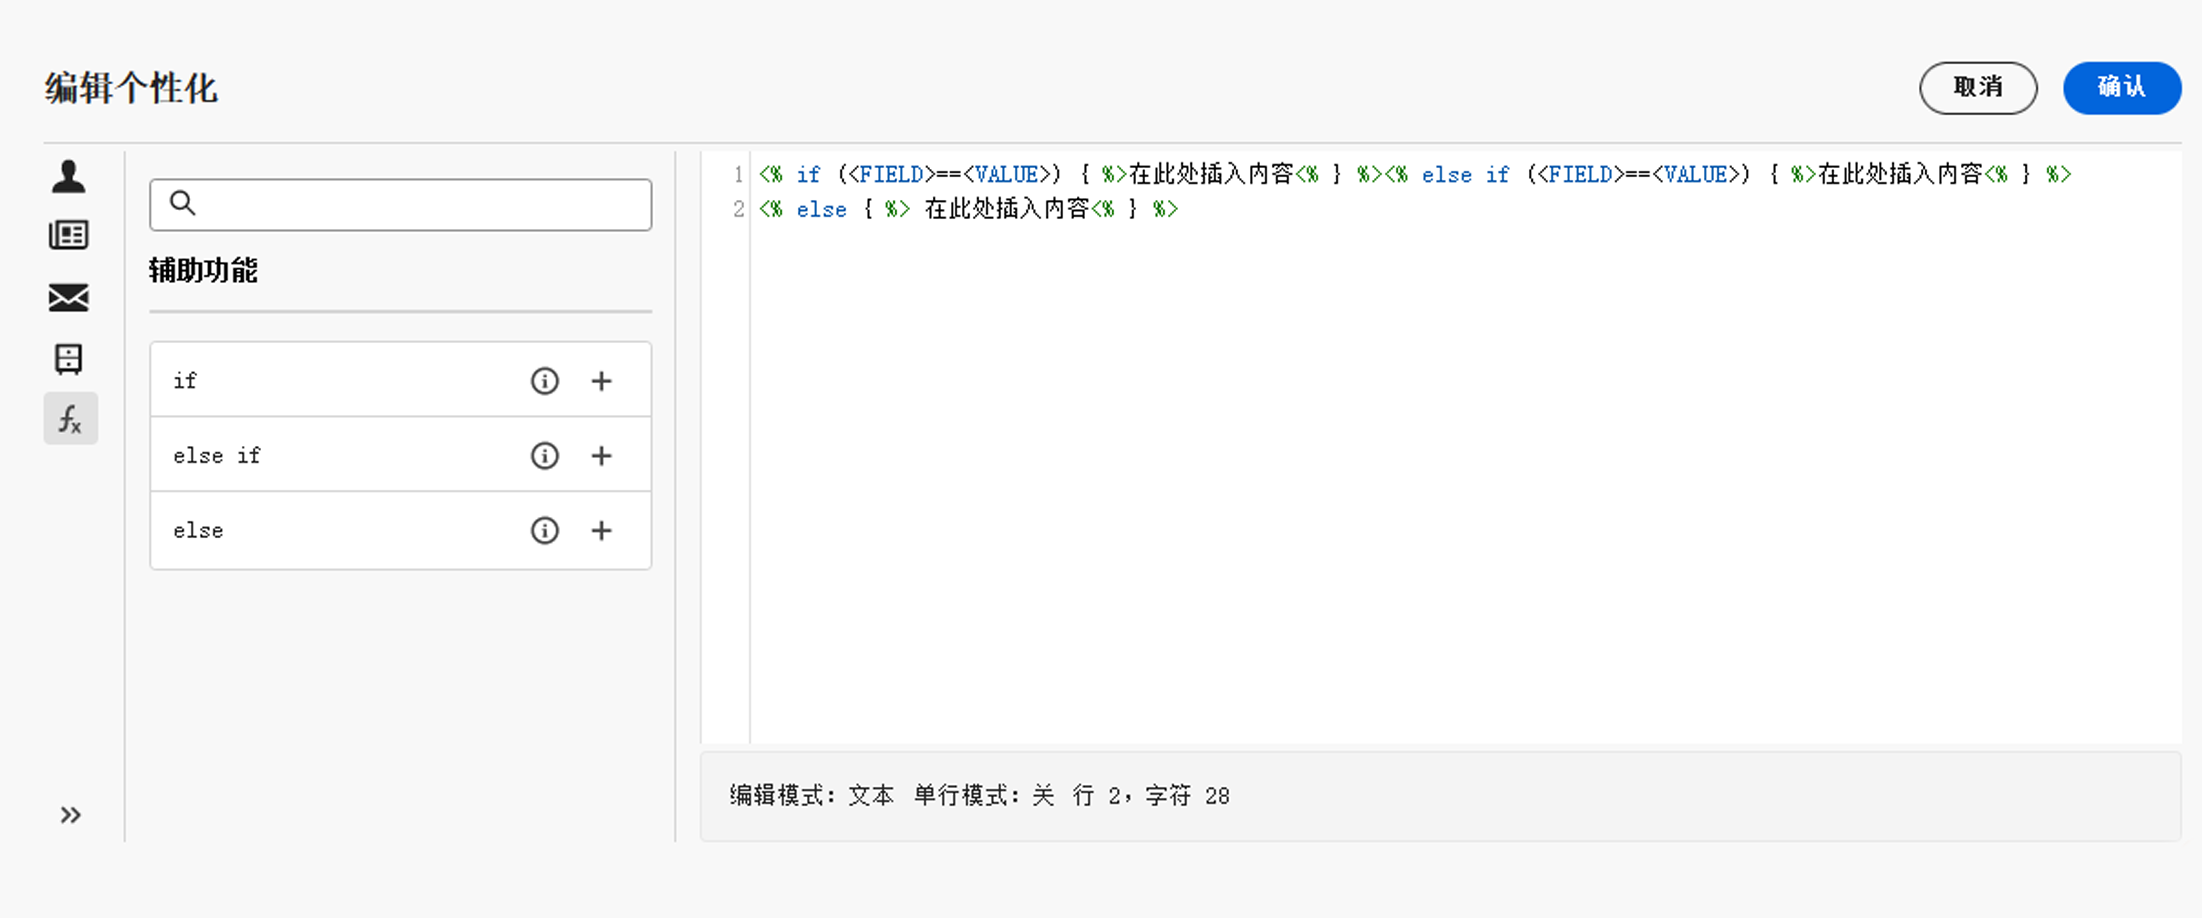 编辑个性化
取消
确认
辅助功能
if
else if
else
1 <% if (<FIELD>==<VALUE>) { %>在此处插入内容<% } %><% else if (<FIELD>==<VALUE>) { %>在此处插入内容<% } %>
2 <% else { %> 在此处插入内容<% } %>
编辑模式：文本 单行模式：关 行 2，字符 28